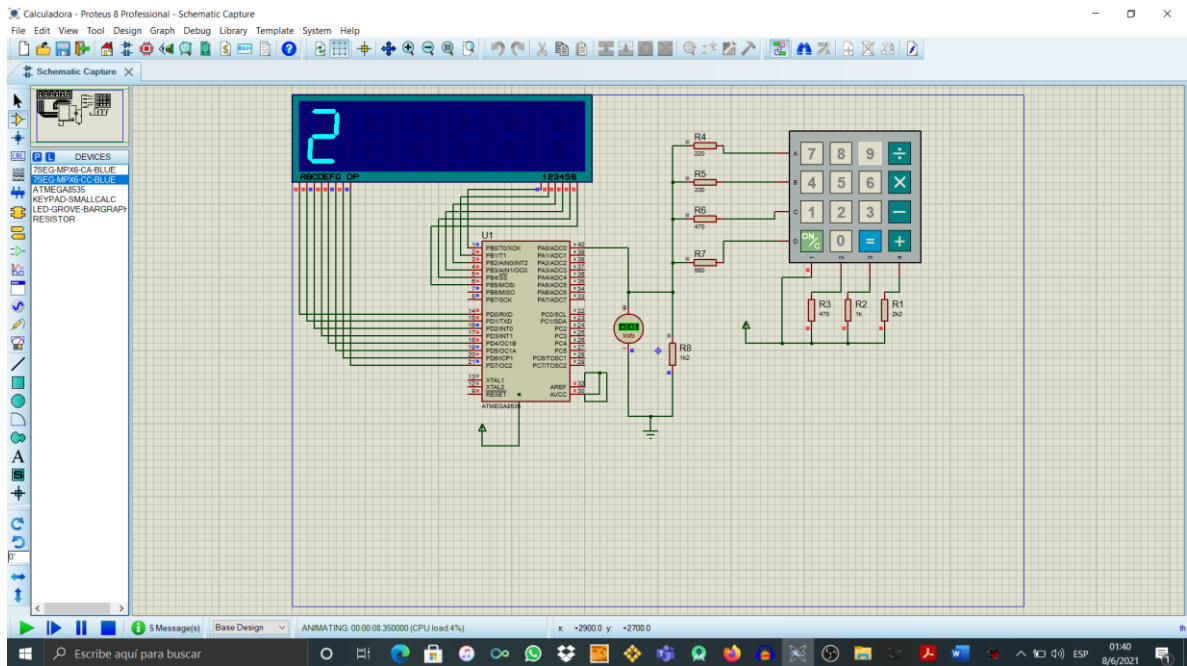 Calculadora - Proteus 8 Professional - Schematic Capture
File Edit View Tool Design Graph Debug Library Template System Help
Schematic Capture
P L DEVICES
7SEG-MPX6-CA-BLUE
7SEG-MPX6-CC-BLUE
ATMEGA8535
KEYPAD-SMALLCALC
LED-GROVE-BARGRAPH
RESISTOR
LBL
A
S
2
ABCDEFG DP 123456
U1
PB0/T0/XCK PA0/ADC0
PB1/T1 PA1/ADC1
PB2/AIN0/INT2 PA2/ADC2
PB3/AIN1/OC0 PA3/ADC3
PB4/SS PA4/ADC4
PB5/MOSI PA5/ADC5
PB6/MISO PA6/ADC6
PB7/SCK PA7/ADC7
PD0/RXD PC0/SCL
PD1/TXD PC1/SDA
PD2/INT0 PC2
PD3/INT1 PC3
PD4/OC1B PC4
PD5/OC1A PC5
PD6/ICP1 PC6/TOSC1
PD7/OC2 PC7/TOSC2
XTAL1
XTAL2 AREF
RESET AVCC
ATMEGA8535
Volts
R8
1k2
R4
220
R5
R6
470
R7
A 7 8 9 ÷
B 4 5 6 ×
C 1 2 3 −
D ON/C 0 = +
1 2 3 4
R3
470
R2
1k
R1
2k2
5 Message(s) Base Design ANIMATING: 00:00:08.350000 (CPU load 4%) x: +2900.0 y: +2700.0 th
Escribe aquí para buscar
ESP
01:40
8/6/2021